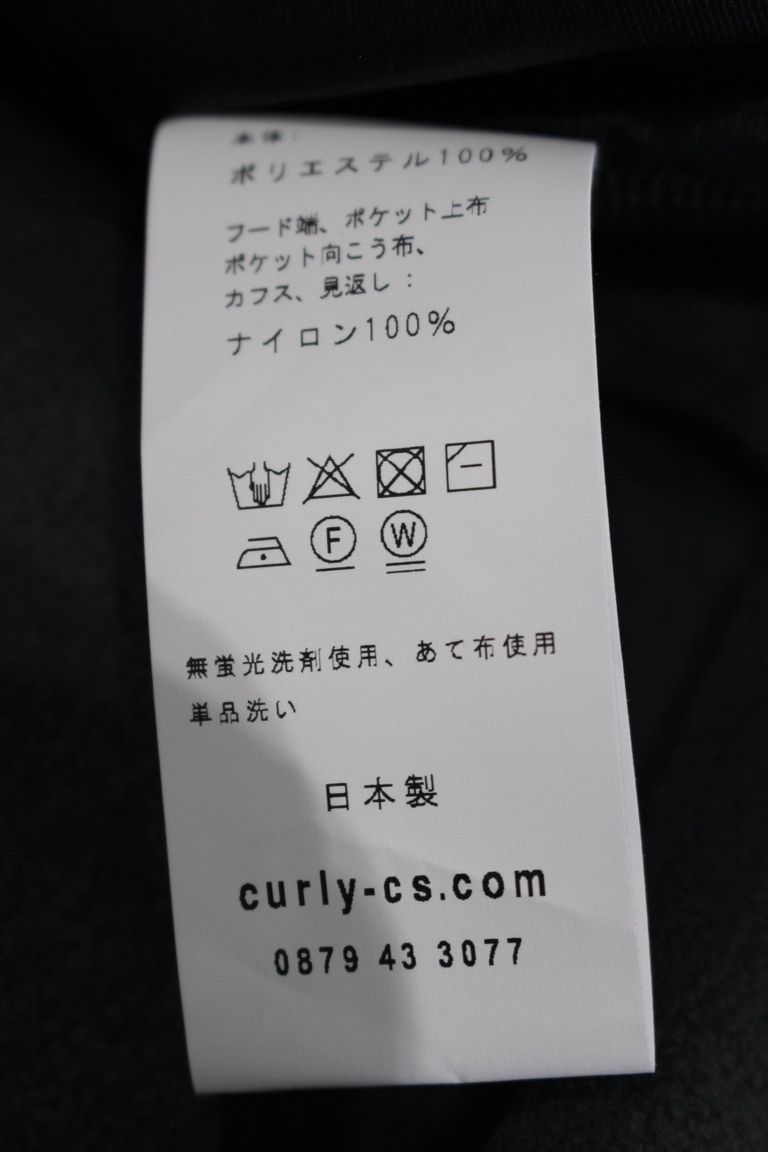 本体：
ポリエステル100%
フード端、ポケット上布
ポケット向こう布、
カフス、見返し：
ナイロン100%
F
W
無蛍光洗剤使用、あて布使用
単品洗い
日本製
curly-cs.com
0879 43 3077